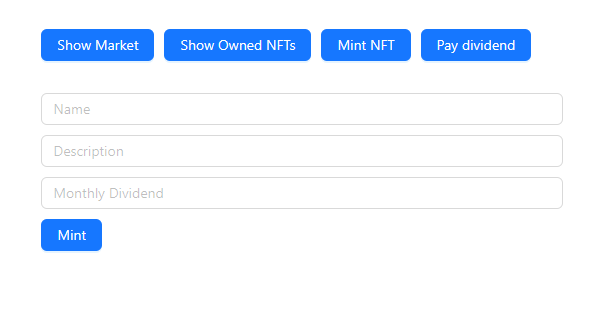 Show Market Show Owned NFTs Mint NFT Pay dividend
Name
Description
Monthly Dividend
Mint